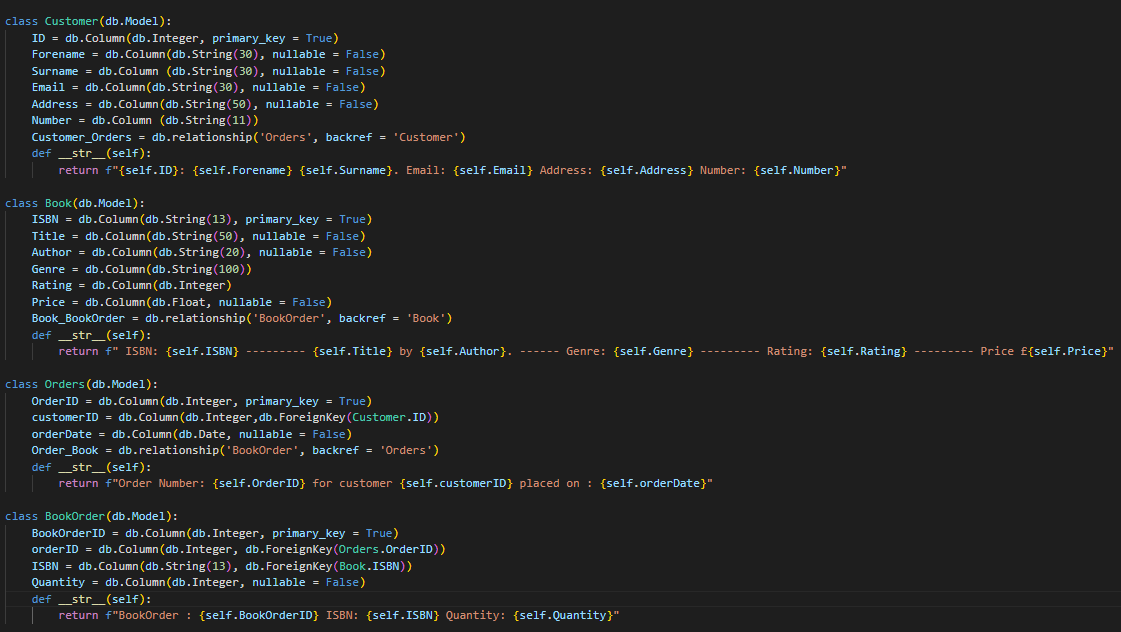 class Customer(db.Model):
    ID = db.Column(db.Integer, primary_key = True)
    Forename = db.Column(db.String(30), nullable = False)
    Surname = db.Column (db.String(30), nullable = False)
    Email = db.Column(db.String(30), nullable = False)
    Address = db.Column(db.String(50), nullable = False)
    Number = db.Column (db.String(11))
    Customer_Orders = db.relationship('Orders', backref = 'Customer')
    def __str__(self):
        return f"{self.ID}: {self.Forename} {self.Surname}. Email: {self.Email} Address: {self.Address} Number: {self.Number}"
class Book(db.Model):
    ISBN = db.Column(db.String(13), primary_key = True)
    Title = db.Column(db.String(50), nullable = False)
    Author = db.Column(db.String(20), nullable = False)
    Genre = db.Column(db.String(100))
    Rating = db.Column(db.Integer)
    Price = db.Column(db.Float, nullable = False)
    Book_BookOrder = db.relationship('BookOrder', backref = 'Book')
    def __str__(self):
        return f" ISBN: {self.ISBN} --------- {self.Title} by {self.Author}. ------ Genre: {self.Genre} --------- Rating: {self.Rating} --------- Price £{self.Price}"
class Orders(db.Model):
    OrderID = db.Column(db.Integer, primary_key = True)
    customerID = db.Column(db.Integer,db.ForeignKey(Customer.ID))
    orderDate = db.Column(db.Date, nullable = False)
    Order_Book = db.relationship('BookOrder', backref = 'Orders')
    def __str__(self):
        return f"Order Number: {self.OrderID} for customer {self.customerID} placed on : {self.orderDate}"
class BookOrder(db.Model):
    BookOrderID = db.Column(db.Integer, primary_key = True)
    orderID = db.Column(db.Integer, db.ForeignKey(Orders.OrderID))
    ISBN = db.Column(db.String(13), db.ForeignKey(Book.ISBN))
    Quantity = db.Column(db.Integer, nullable = False)
    def __str__(self):
        return f"BookOrder : {self.BookOrderID} ISBN: {self.ISBN} Quantity: {self.Quantity}"